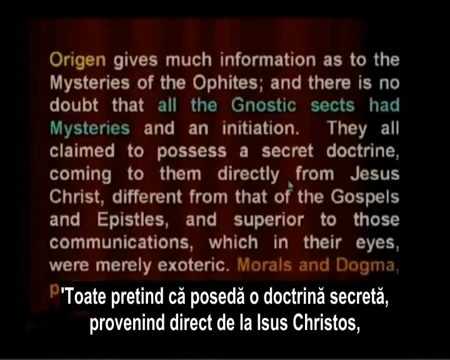 Origen gives much information as to the
Mysteries of the Ophites; and there is no
doubt that all the Gnostic sects had
Mysteries and an initiation. They all
claimed to possess a secret doctrine,
coming to them directly from Jesus
Christ, different from that of the Gospels
and Epistles, and superior to those
communications, which in their eyes,
were merely exoteric. Morals and Dogma,
p
"Toate pretind că posedă o doctrină secretă,
provenind direct de la Isus Christos,